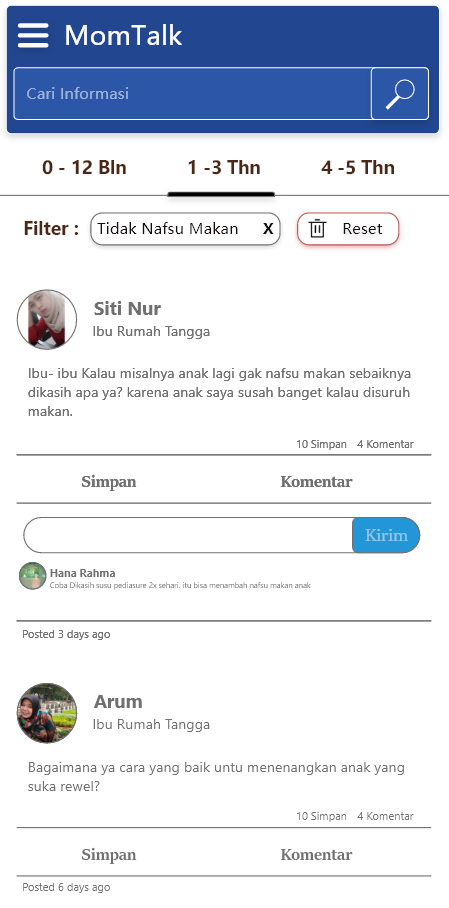 MomTalk
Cari Informasi
0 - 12 Bln 1 -3 Thn 4 -5 Thn
Filter : Tidak Nafsu Makan X Reset
Siti Nur
Ibu Rumah Tangga
Ibu- ibu Kalau misalnya anak lagi gak nafsu makan sebaiknya
dikasih apa ya? karena anak saya susah banget kalau disuruh
makan.
10 Simpan 4 Komentar
Simpan Komentar
Kirim
Hana Rahma
Coba Dikasih susu pediasure 2x sehari. itu bisa menambah nafsu makan anak
Posted 3 days ago
Arum
Ibu Rumah Tangga
Bagaimana ya cara yang baik untu menenangkan anak yang
suka rewel?
10 Simpan 4 Komentar
Simpan Komentar
Posted 6 days ago